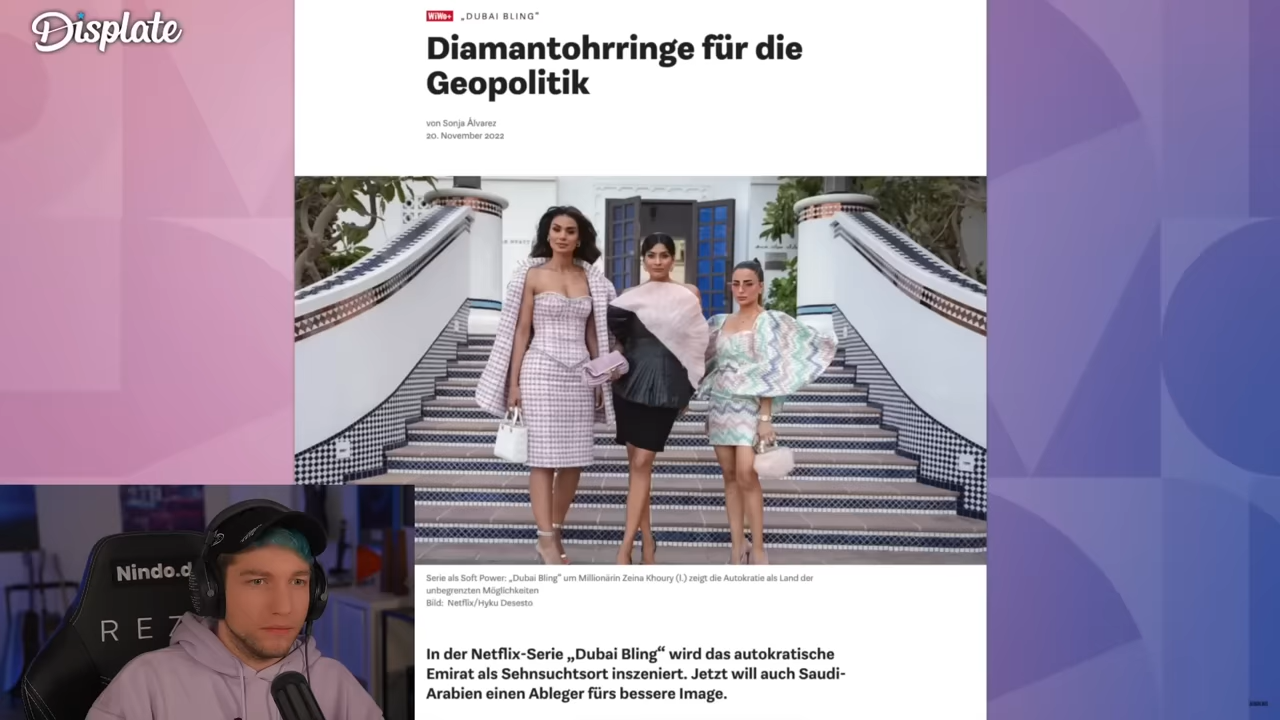 Displate
WiWo+ „DUBAI BLING“
Diamantohrringe für die
Geopolitik
von Sonja Álvarez
20. November 2022
Serie als Soft Power: „Dubai Bling“ um Millionärin Zeina Khoury (l.) zeigt die Autokratie als Land der
unbegrenzten Möglichkeiten
Bild: Netflix/Hyku Desesto
In der Netflix-Serie „Dubai Bling“ wird das autokratische
Emirat als Sehnsuchtsort inszeniert. Jetzt will auch Saudi-
Arabien einen Ableger fürs bessere Image.
Nindo.d
REZ